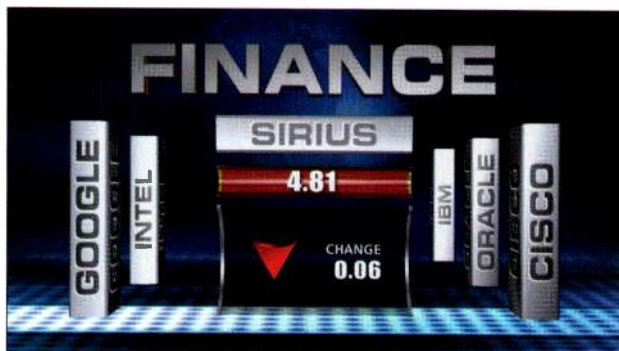 FINANCE
GOOGLE
INTEL
SIRIUS
4.81
CHANGE
0.06
IBM
ORACLE
CISCO